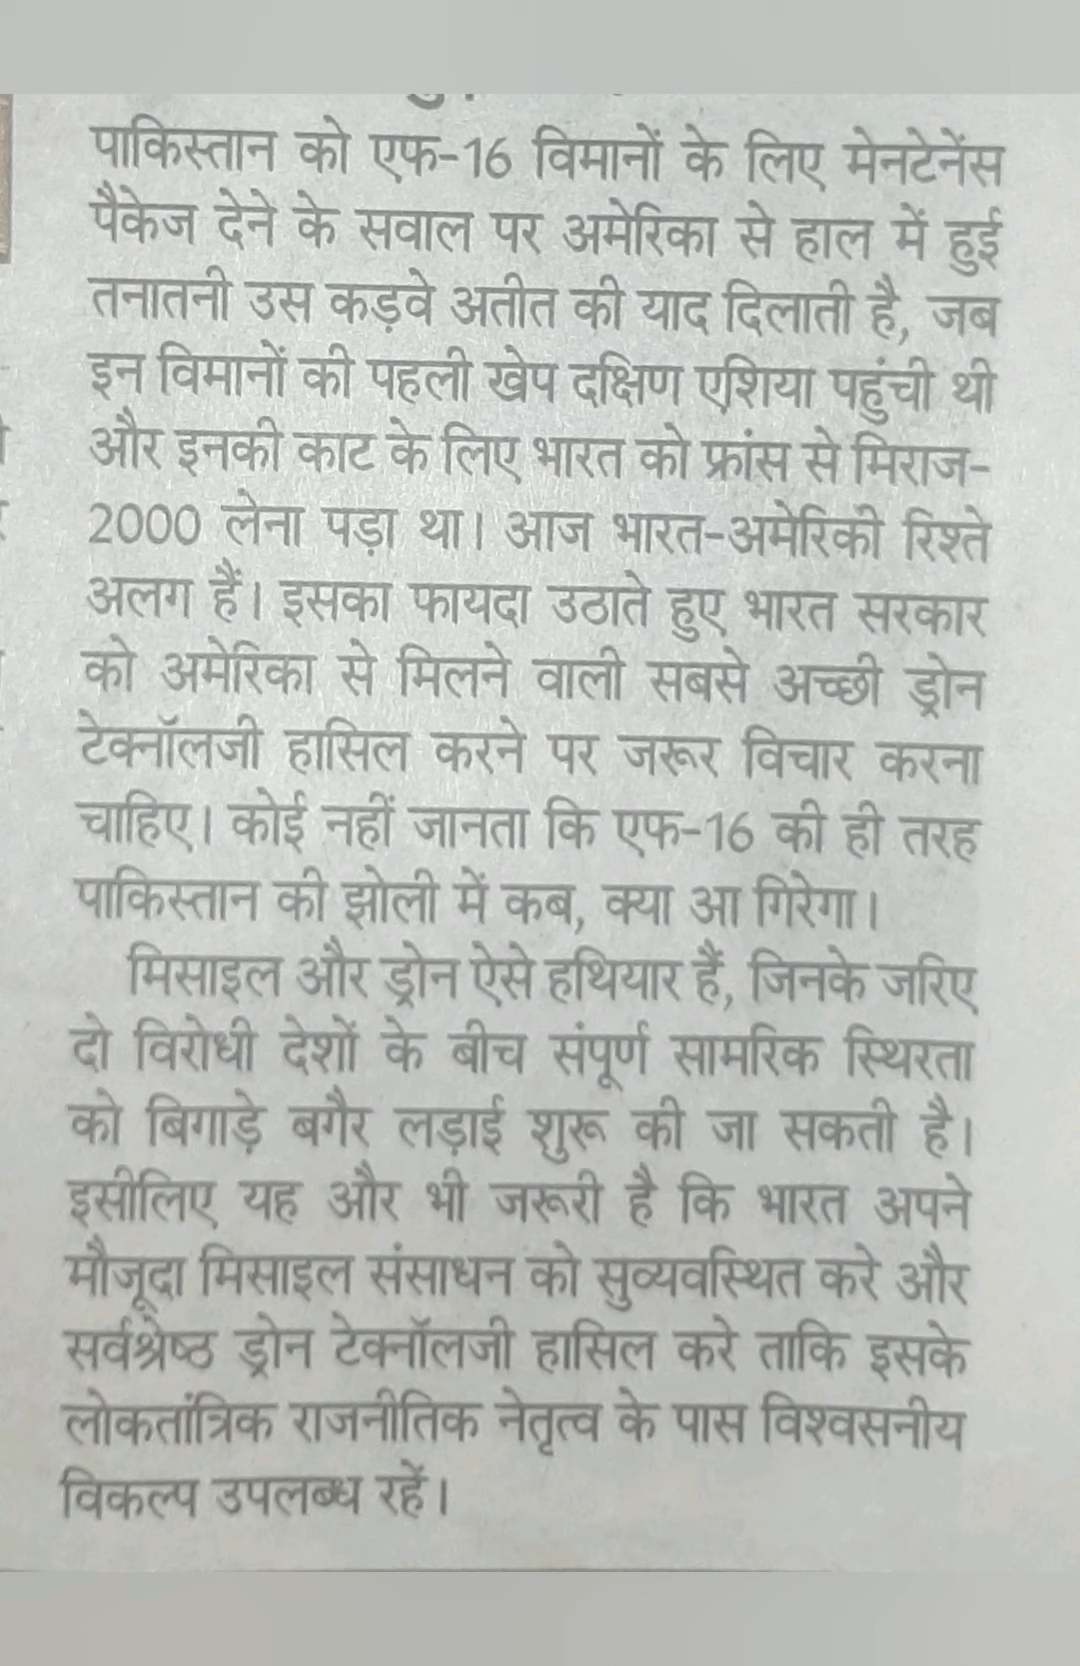 पाकिस्तान को एफ-16 विमानों के लिए मेनटेनेंस
पैकेज देने के सवाल पर अमेरिका से हाल में हुई
तनातनी उस कड़वे अतीत की याद दिलाती है, जब
इन विमानों की पहली खेप दक्षिण एशिया पहुंची थी
और इनकी काट के लिए भारत को फ्रांस से मिराज-
2000 लेना पड़ा था। आज भारत-अमेरिकी रिश्ते
अलग हैं। इसका फायदा उठाते हुए भारत सरकार
को अमेरिका से मिलने वाली सबसे अच्छी ड्रोन
टेक्नॉलजी हासिल करने पर जरूर विचार करना
चाहिए। कोई नहीं जानता कि एफ-16 की ही तरह
पाकिस्तान की झोली में कब, क्या आ गिरेगा।
मिसाइल और ड्रोन ऐसे हथियार हैं, जिनके जरिए
दो विरोधी देशों के बीच संपूर्ण सामरिक स्थिरता
को बिगाड़े बगैर लड़ाई शुरू की जा सकती है।
इसीलिए यह और भी जरूरी है कि भारत अपने
मौजूदा मिसाइल संसाधन को सुव्यवस्थित करे और
सर्वश्रेष्ठ ड्रोन टेक्नॉलजी हासिल करे ताकि इसके
लोकतांत्रिक राजनीतिक नेतृत्व के पास विश्वसनीय
विकल्प उपलब्ध रहें।